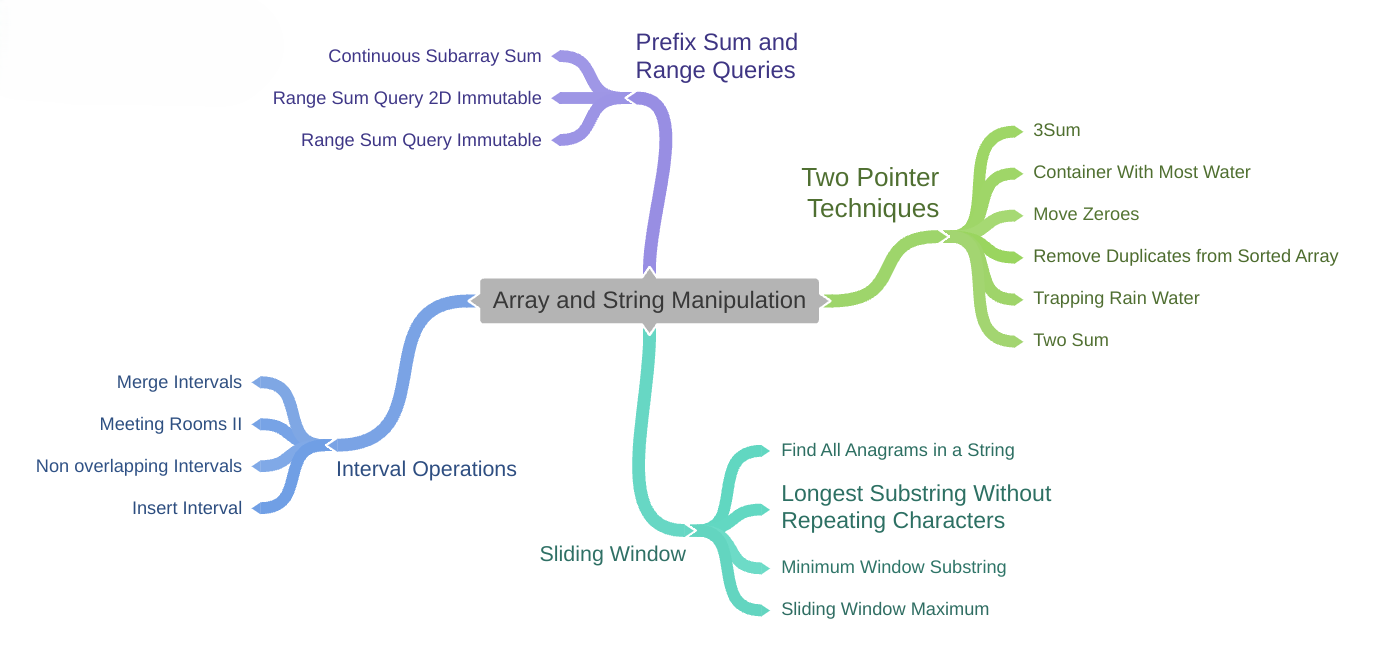 Prefix Sum and
Range Queries
Continuous Subarray Sum
Range Sum Query 2D Immutable
Range Sum Query Immutable
Two Pointer
Techniques
3Sum
Container With Most Water
Move Zeroes
Remove Duplicates from Sorted Array
Trapping Rain Water
Two Sum
Array and String Manipulation
Interval Operations
Merge Intervals
Meeting Rooms II
Non overlapping Intervals
Insert Interval
Sliding Window
Find All Anagrams in a String
Longest Substring Without
Repeating Characters
Minimum Window Substring
Sliding Window Maximum